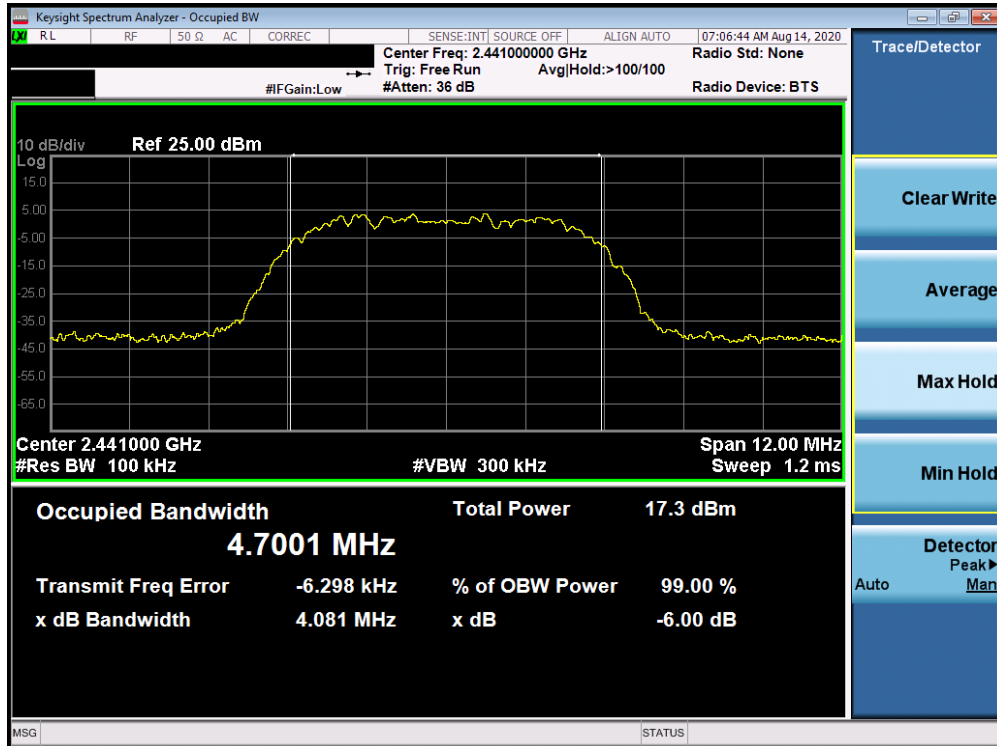 Keysight Spectrum Analyzer - Occupied BW
LXI RL RF 50 Ω AC CORREC SENSE:INT SOURCE OFF ALIGN AUTO 07:06:44 AM Aug 14, 2020
Center Freq: 2.441000000 GHz Radio Std: None
Trig: Free Run Avg|Hold:>100/100
#IFGain:Low #Atten: 36 dB Radio Device: BTS
10 dB/div Ref 25.00 dBm
Log
15.0
5.00
-5.00
-15.0
-25.0
-35.0
-45.0
-55.0
-65.0
Center 2.441000 GHz Span 12.00 MHz
#Res BW 100 kHz #VBW 300 kHz Sweep 1.2 ms
Occupied Bandwidth Total Power 17.3 dBm
4.7001 MHz
Transmit Freq Error -6.298 kHz % of OBW Power 99.00 %
x dB Bandwidth 4.081 MHz x dB -6.00 dB
MSG STATUS
Trace/Detector
Clear Write
Average
Max Hold
Min Hold
Detector
Peak▶
Auto Man